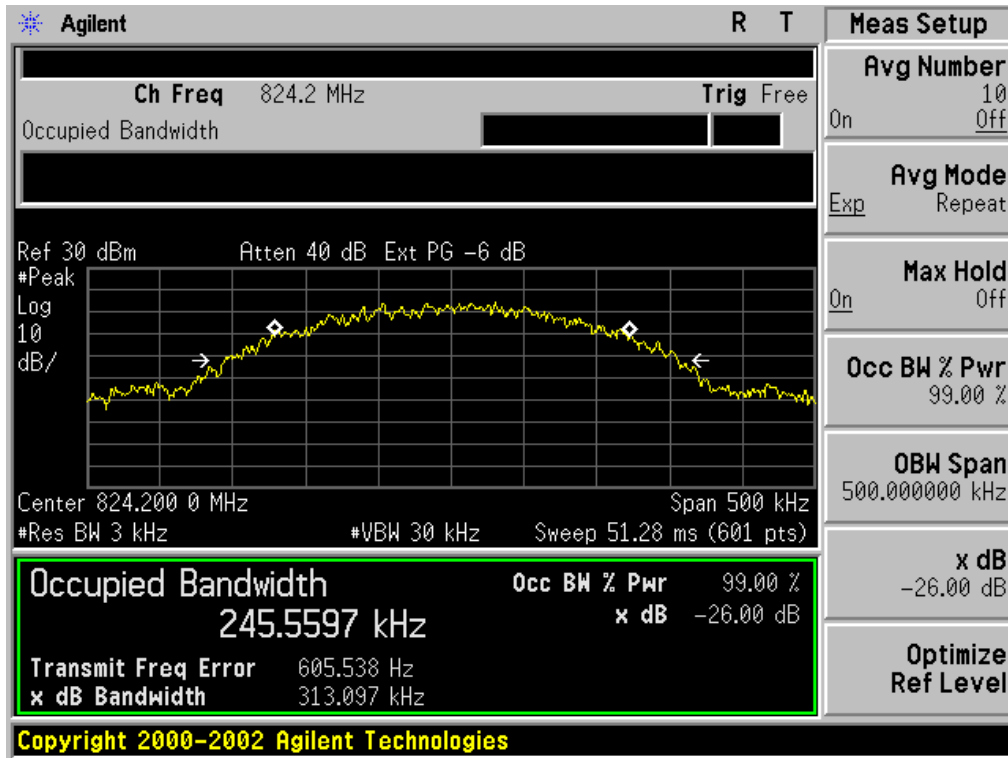 Agilent R T
Ch Freq 824.2 MHz Trig Free
Occupied Bandwidth
Ref 30 dBm Atten 40 dB Ext PG -6 dB
#Peak
Log
10
dB/
Center 824.200 0 MHz Span 500 kHz
#Res BW 3 kHz #VBW 30 kHz Sweep 51.28 ms (601 pts)
Occupied Bandwidth Occ BW % Pwr 99.00 %
245.5597 kHz x dB -26.00 dB
Transmit Freq Error 605.538 Hz
x dB Bandwidth 313.097 kHz
Copyright 2000-2002 Agilent Technologies
Meas Setup
Avg Number
10
On Off
Avg Mode
Exp Repeat
Max Hold
On Off
Occ BW % Pwr
99.00 %
OBW Span
500.000000 kHz
x dB
-26.00 dB
Optimize
Ref Level